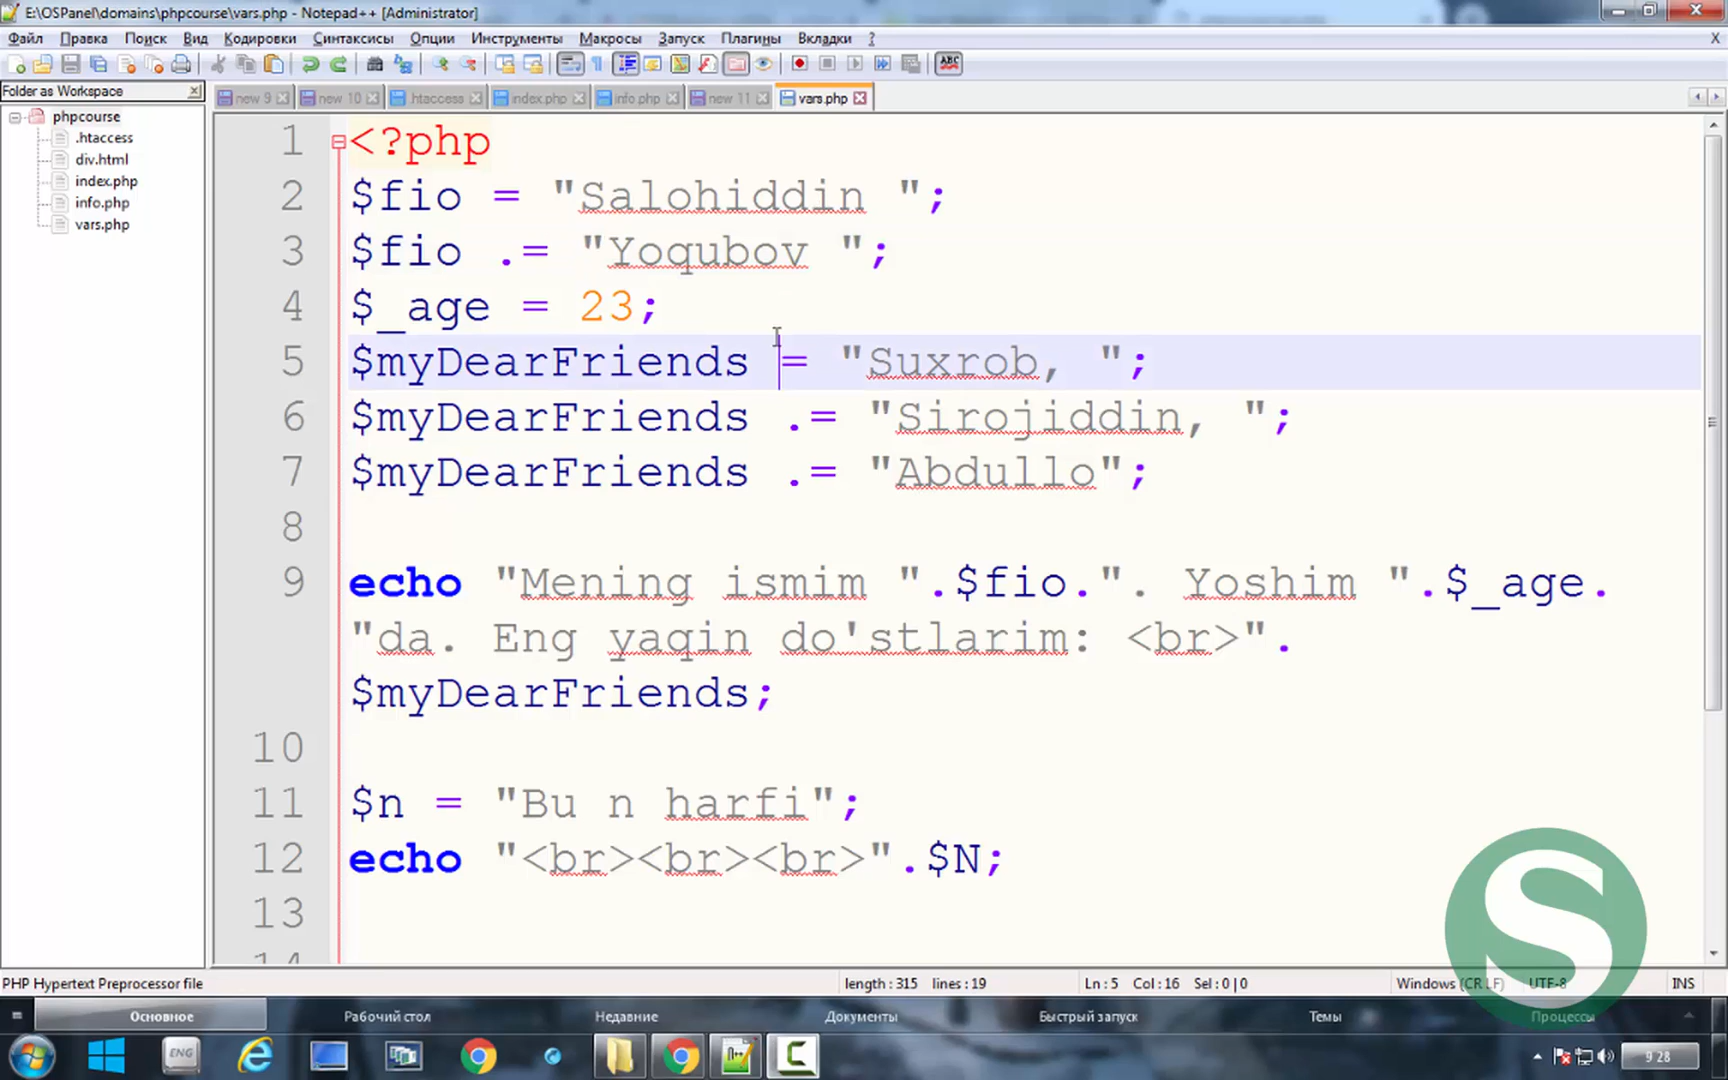 E:\OSPanel\domains\phpcourse\vars.php - Notepad++ [Administrator]
Файл Правка Поиск Вид Кодировки Синтаксисы Опции Инструменты Макросы Запуск Плагины Вкладки ? X
Folder as Workspace
new 9 new 10 .htaccess index.php info.php new 11 vars.php
phpcourse
.htaccess
div.html
index.php
info.php
vars.php
1 <?php
2 $fio = "Salohiddin ";
3 $fio .= "Yoqubov ";
4 $_age = 23;
5 $myDearFriends = "Suxrob, ";
6 $myDearFriends .= "Sirojiddin, ";
7 $myDearFriends .= "Abdullo";
8
9 echo "Mening ismim ".$fio.". Yoshim ".$_age.
"da. Eng yaqin do'stlarim: <br>".
$myDearFriends;
10
11 $n = "Bu n harfi";
12 echo "<br><br><br>".$N;
13
14
PHP Hypertext Preprocessor file length : 315 lines : 19 Ln : 5 Col : 16 Sel : 0 | 0 Windows (CR LF) UTF-8 INS
S
Основное Рабочий стол Недавние Документы Быстрый запуск Темы Процессы
ENG
9 28